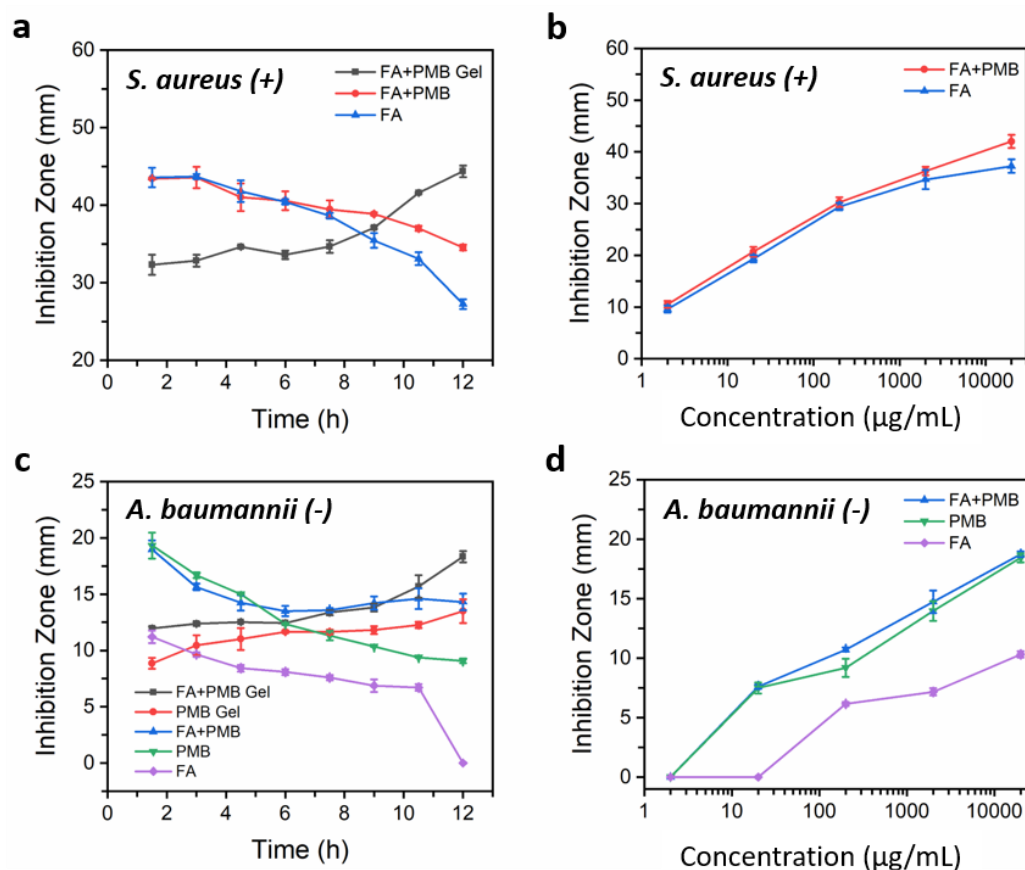 a
60
50
40
30
20
Inhibition Zone (mm)
S. aureus (+)
FA+PMB Gel
FA+PMB
FA
0 2 4 6 8 10 12
Time (h)
b
60
50
40
30
20
10
0
Inhibition Zone (mm)
S. aureus (+)
FA+PMB
FA
1 10 100 1000 10000
Concentration (μg/mL)
c
25
20
15
10
5
0
Inhibition Zone (mm)
A. baumannii (-)
FA+PMB Gel
PMB Gel
FA+PMB
PMB
FA
0 2 4 6 8 10 12
Time (h)
d
25
20
15
10
5
0
Inhibition Zone (mm)
A. baumannii (-)
FA+PMB
PMB
FA
1 10 100 1000 10000
Concentration (μg/mL)